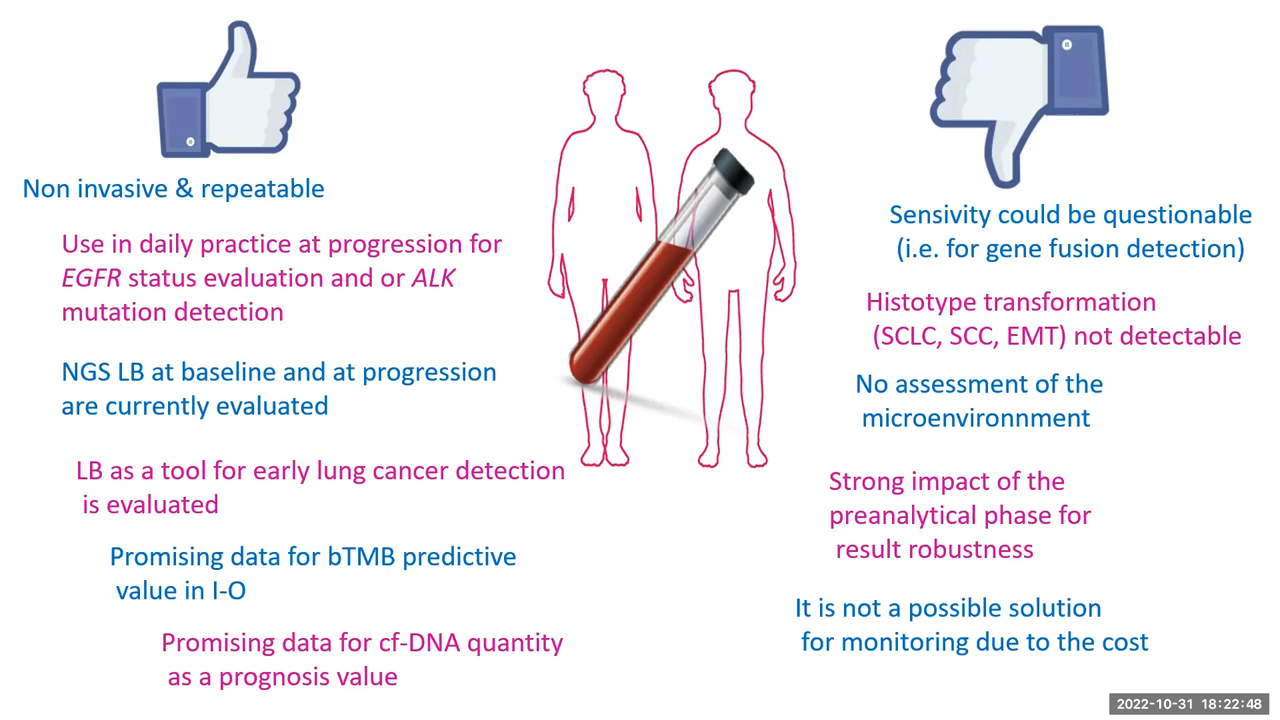 Non invasive & repeatable
Use in daily practice at progression for
EGFR status evaluation and or ALK
mutation detection
NGS LB at baseline and at progression
are currently evaluated
LB as a tool for early lung cancer detection
is evaluated
Promising data for bTMB predictive
value in I-O
Promising data for cf-DNA quantity
as a prognosis value
Sensivity could be questionable
(i.e. for gene fusion detection)
Histotype transformation
(SCLC, SCC, EMT) not detectable
No assessment of the
microenvironnment
Strong impact of the
preanalytical phase for
result robustness
It is not a possible solution
for monitoring due to the cost
2022-10-31 18:22:48